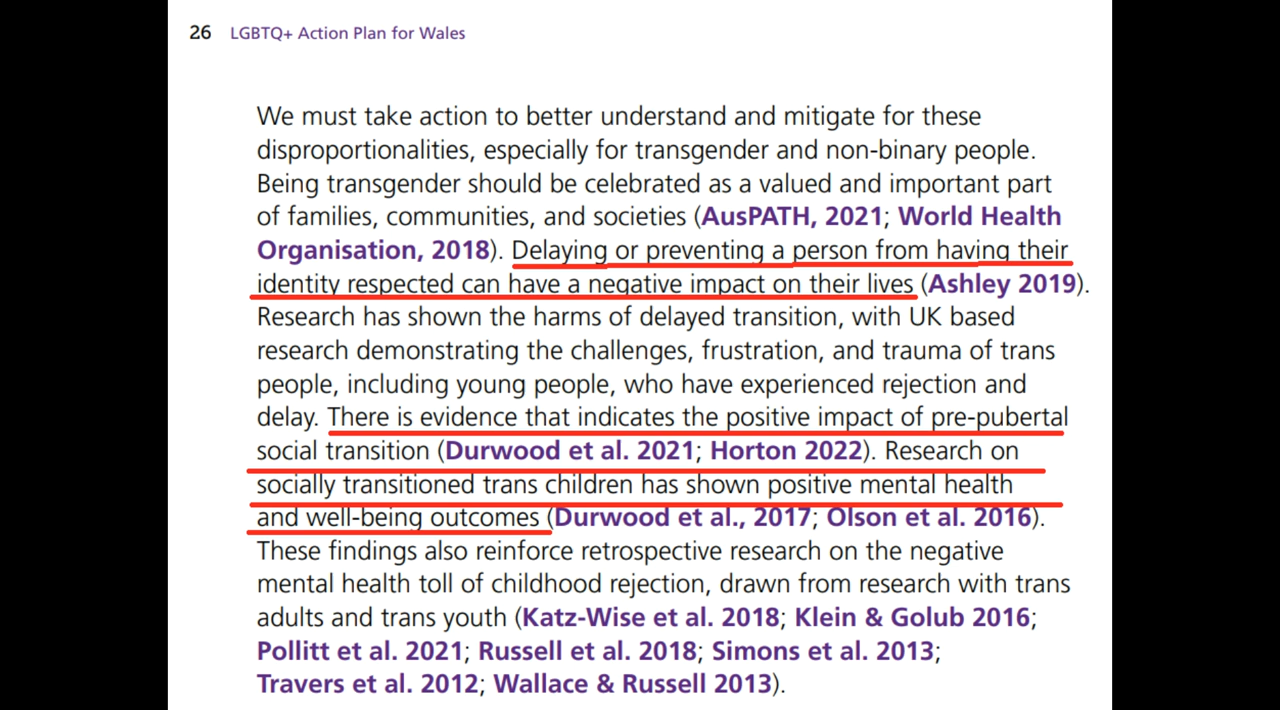 26 LGBTQ+ Action Plan for Wales
We must take action to better understand and mitigate for these
disproportionalities, especially for transgender and non-binary people.
Being transgender should be celebrated as a valued and important part
of families, communities, and societies (AusPATH, 2021; World Health
Organisation, 2018). Delaying or preventing a person from having their
identity respected can have a negative impact on their lives (Ashley 2019).
Research has shown the harms of delayed transition, with UK based
research demonstrating the challenges, frustration, and trauma of trans
people, including young people, who have experienced rejection and
delay. There is evidence that indicates the positive impact of pre-pubertal
social transition (Durwood et al. 2021; Horton 2022). Research on
socially transitioned trans children has shown positive mental health
and well-being outcomes (Durwood et al., 2017; Olson et al. 2016).
These findings also reinforce retrospective research on the negative
mental health toll of childhood rejection, drawn from research with trans
adults and trans youth (Katz-Wise et al. 2018; Klein & Golub 2016;
Pollitt et al. 2021; Russell et al. 2018; Simons et al. 2013;
Travers et al. 2012; Wallace & Russell 2013).